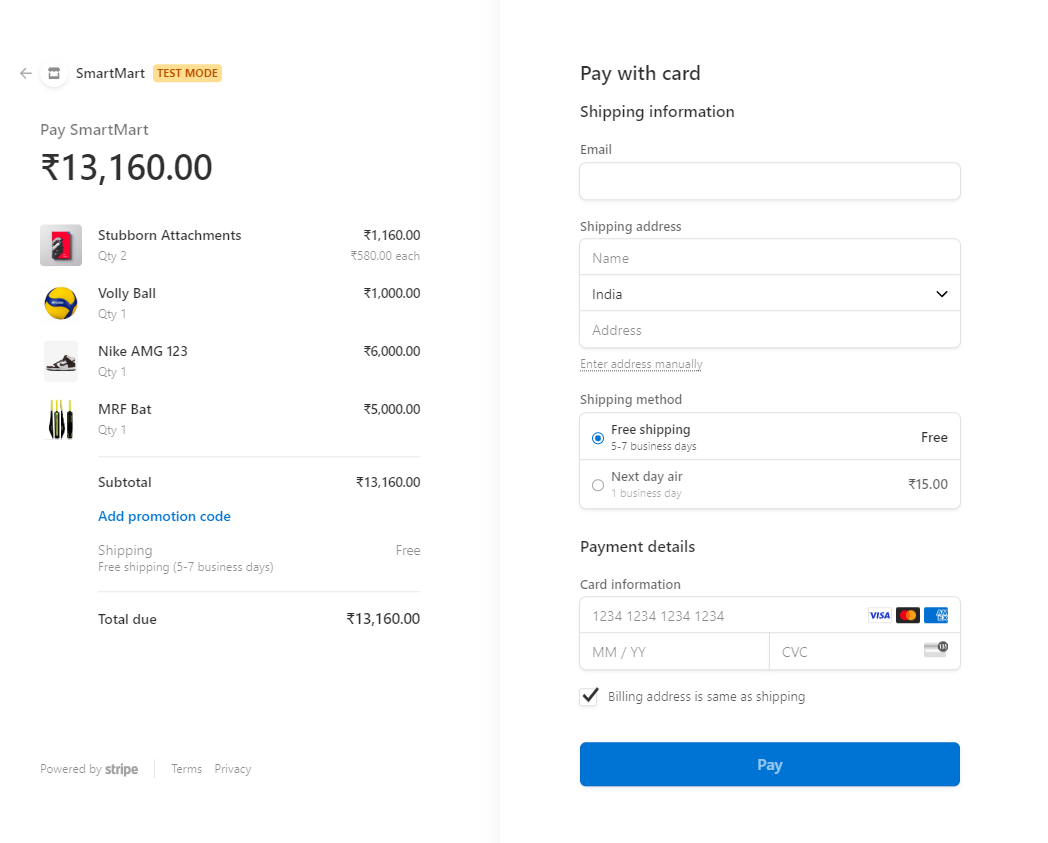 SmartMart TEST MODE
Pay SmartMart
₹13,160.00
Stubborn Attachments ₹1,160.00
Qty 2 ₹580.00 each
Volly Ball ₹1,000.00
Qty 1
Nike AMG 123 ₹6,000.00
Qty 1
MRF Bat ₹5,000.00
Qty 1
Subtotal ₹13,160.00
Add promotion code
Shipping Free
Free shipping (5-7 business days)
Total due ₹13,160.00
Powered by stripe Terms Privacy
Pay with card
Shipping information
Email
Shipping address
Name
India
Address
Enter address manually
Shipping method
Free shipping
5-7 business days Free
Next day air
1 business day ₹15.00
Payment details
Card information
1234 1234 1234 1234 VISA AMEX
MM / YY CVC
Billing address is same as shipping
Pay